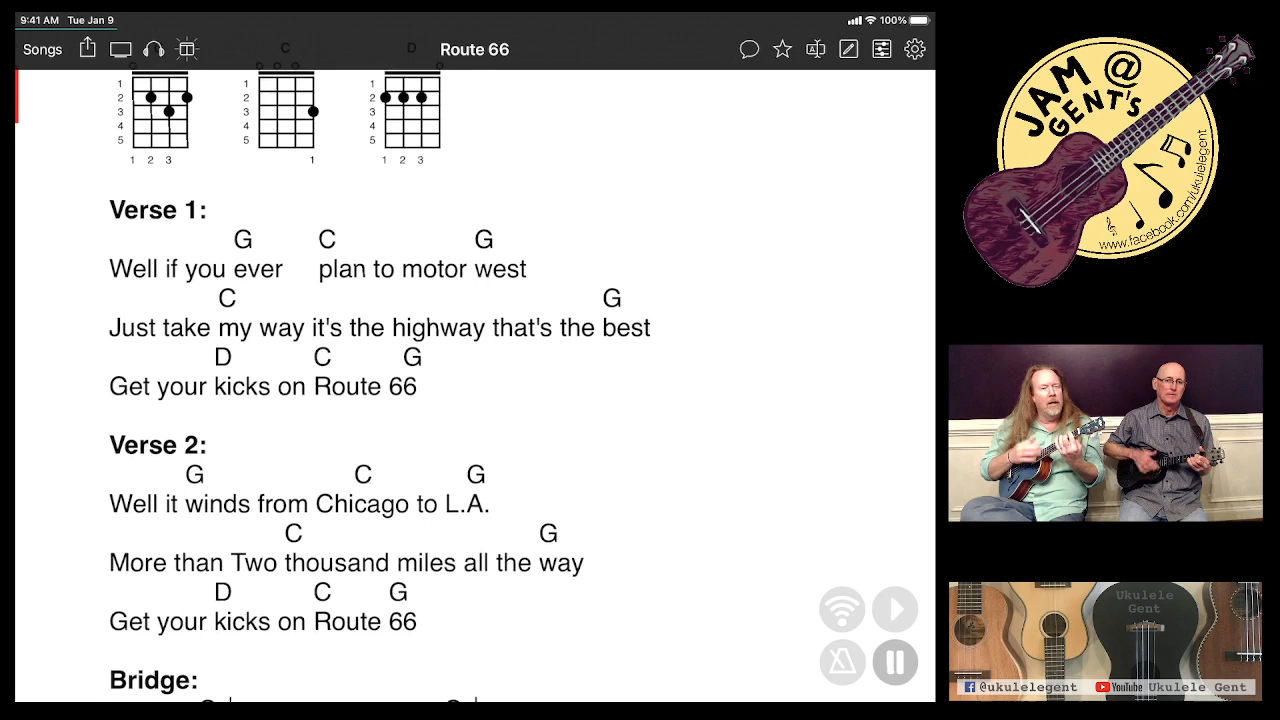 9:41 AM Tue Jan 9
100%
Songs
Route 66
C
D
1
2
3
4
5
1 2 3
1
2
3
4
5
1
1
2
3
4
5
1 2 3
Verse 1:
G C G
Well if you ever plan to motor west
C G
Just take my way it's the highway that's the best
D C G
Get your kicks on Route 66
Verse 2:
G C G
Well it winds from Chicago to L.A.
C G
More than Two thousand miles all the way
D C G
Get your kicks on Route 66
Bridge:
JAM @
GENT'S
www.facebook.com/ukulelegent
Ukulele
Gent
@ukulelegent YouTube Ukulele Gent